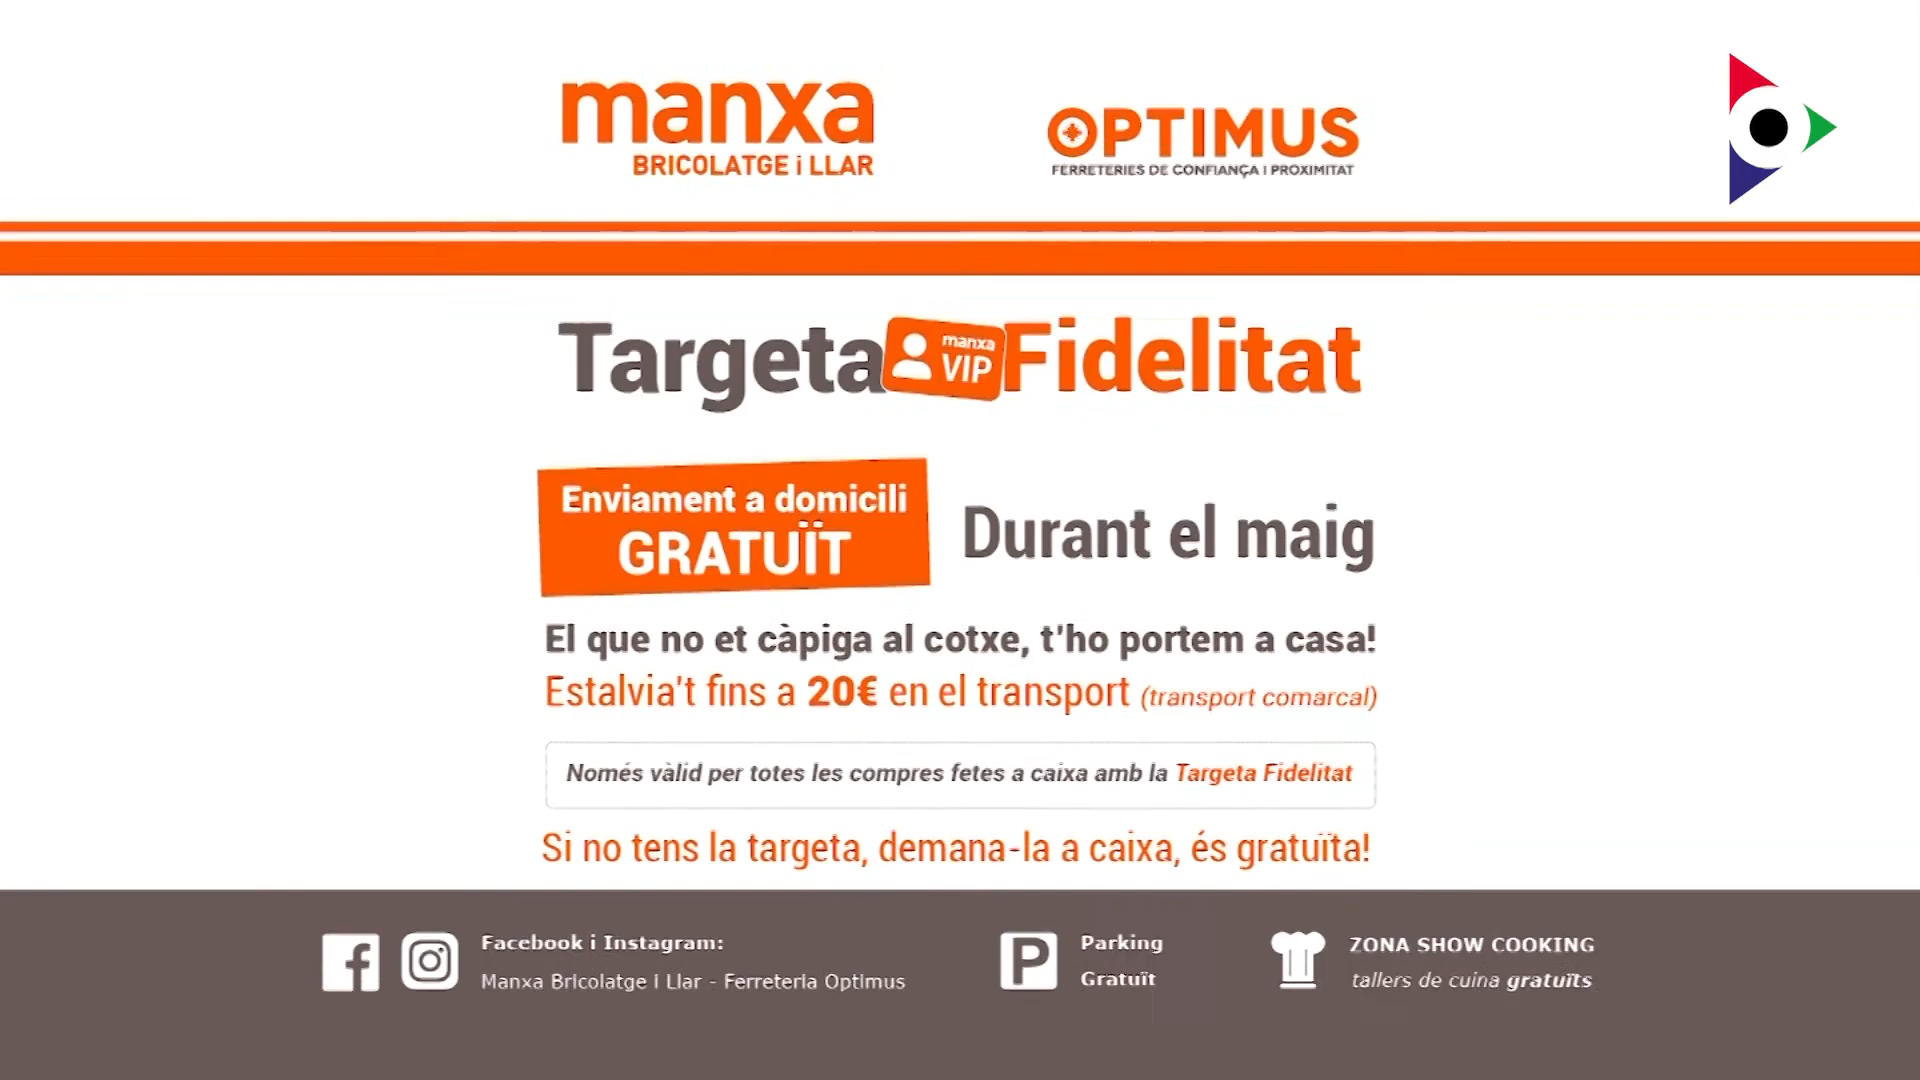 manxa
BRICOLATGE i LLAR
OPTIMUS
FERRETERIES DE CONFIANÇA I PROXIMITAT
Targeta manxa VIP Fidelitat
Enviament a domicili
GRATUÏT
Durant el maig
El que no et càpiga al cotxe, t'ho portem a casa!
Estalvia't fins a 20€ en el transport (transport comarcal)
Només vàlid per totes les compres fetes a caixa amb la Targeta Fidelitat
Si no tens la targeta, demana-la a caixa, és gratuïta!
Facebook i Instagram:
Manxa Bricolatge i Llar - Ferreteria Optimus
P
Parking
Gratuït
ZONA SHOW COOKING
tallers de cuina gratuïts